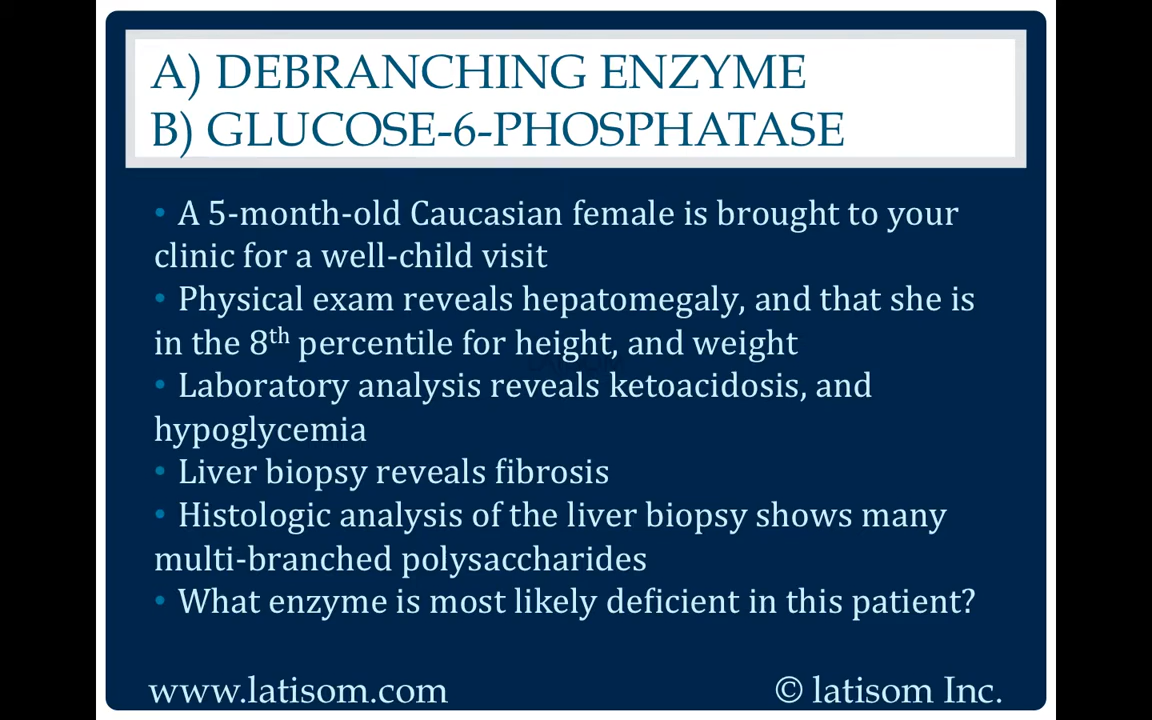 A) DEBRANCHING ENZYME
B) GLUCOSE-6-PHOSPHATASE
• A 5-month-old Caucasian female is brought to your
clinic for a well-child visit
• Physical exam reveals hepatomegaly, and that she is
in the 8th percentile for height, and weight
• Laboratory analysis reveals ketoacidosis, and
hypoglycemia
• Liver biopsy reveals fibrosis
• Histologic analysis of the liver biopsy shows many
multi-branched polysaccharides
• What enzyme is most likely deficient in this patient?
www.latisom.com
© latisom Inc.